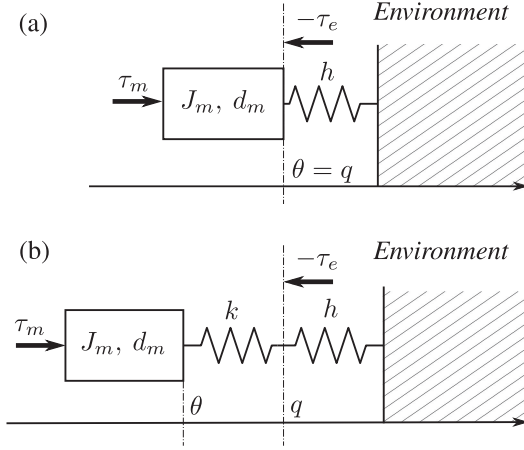 (a)
Environment
−τ_e
h
τ_m
J_m, d_m
θ = q
(b)
Environment
−τ_e
k
h
τ_m
J_m, d_m
θ
q